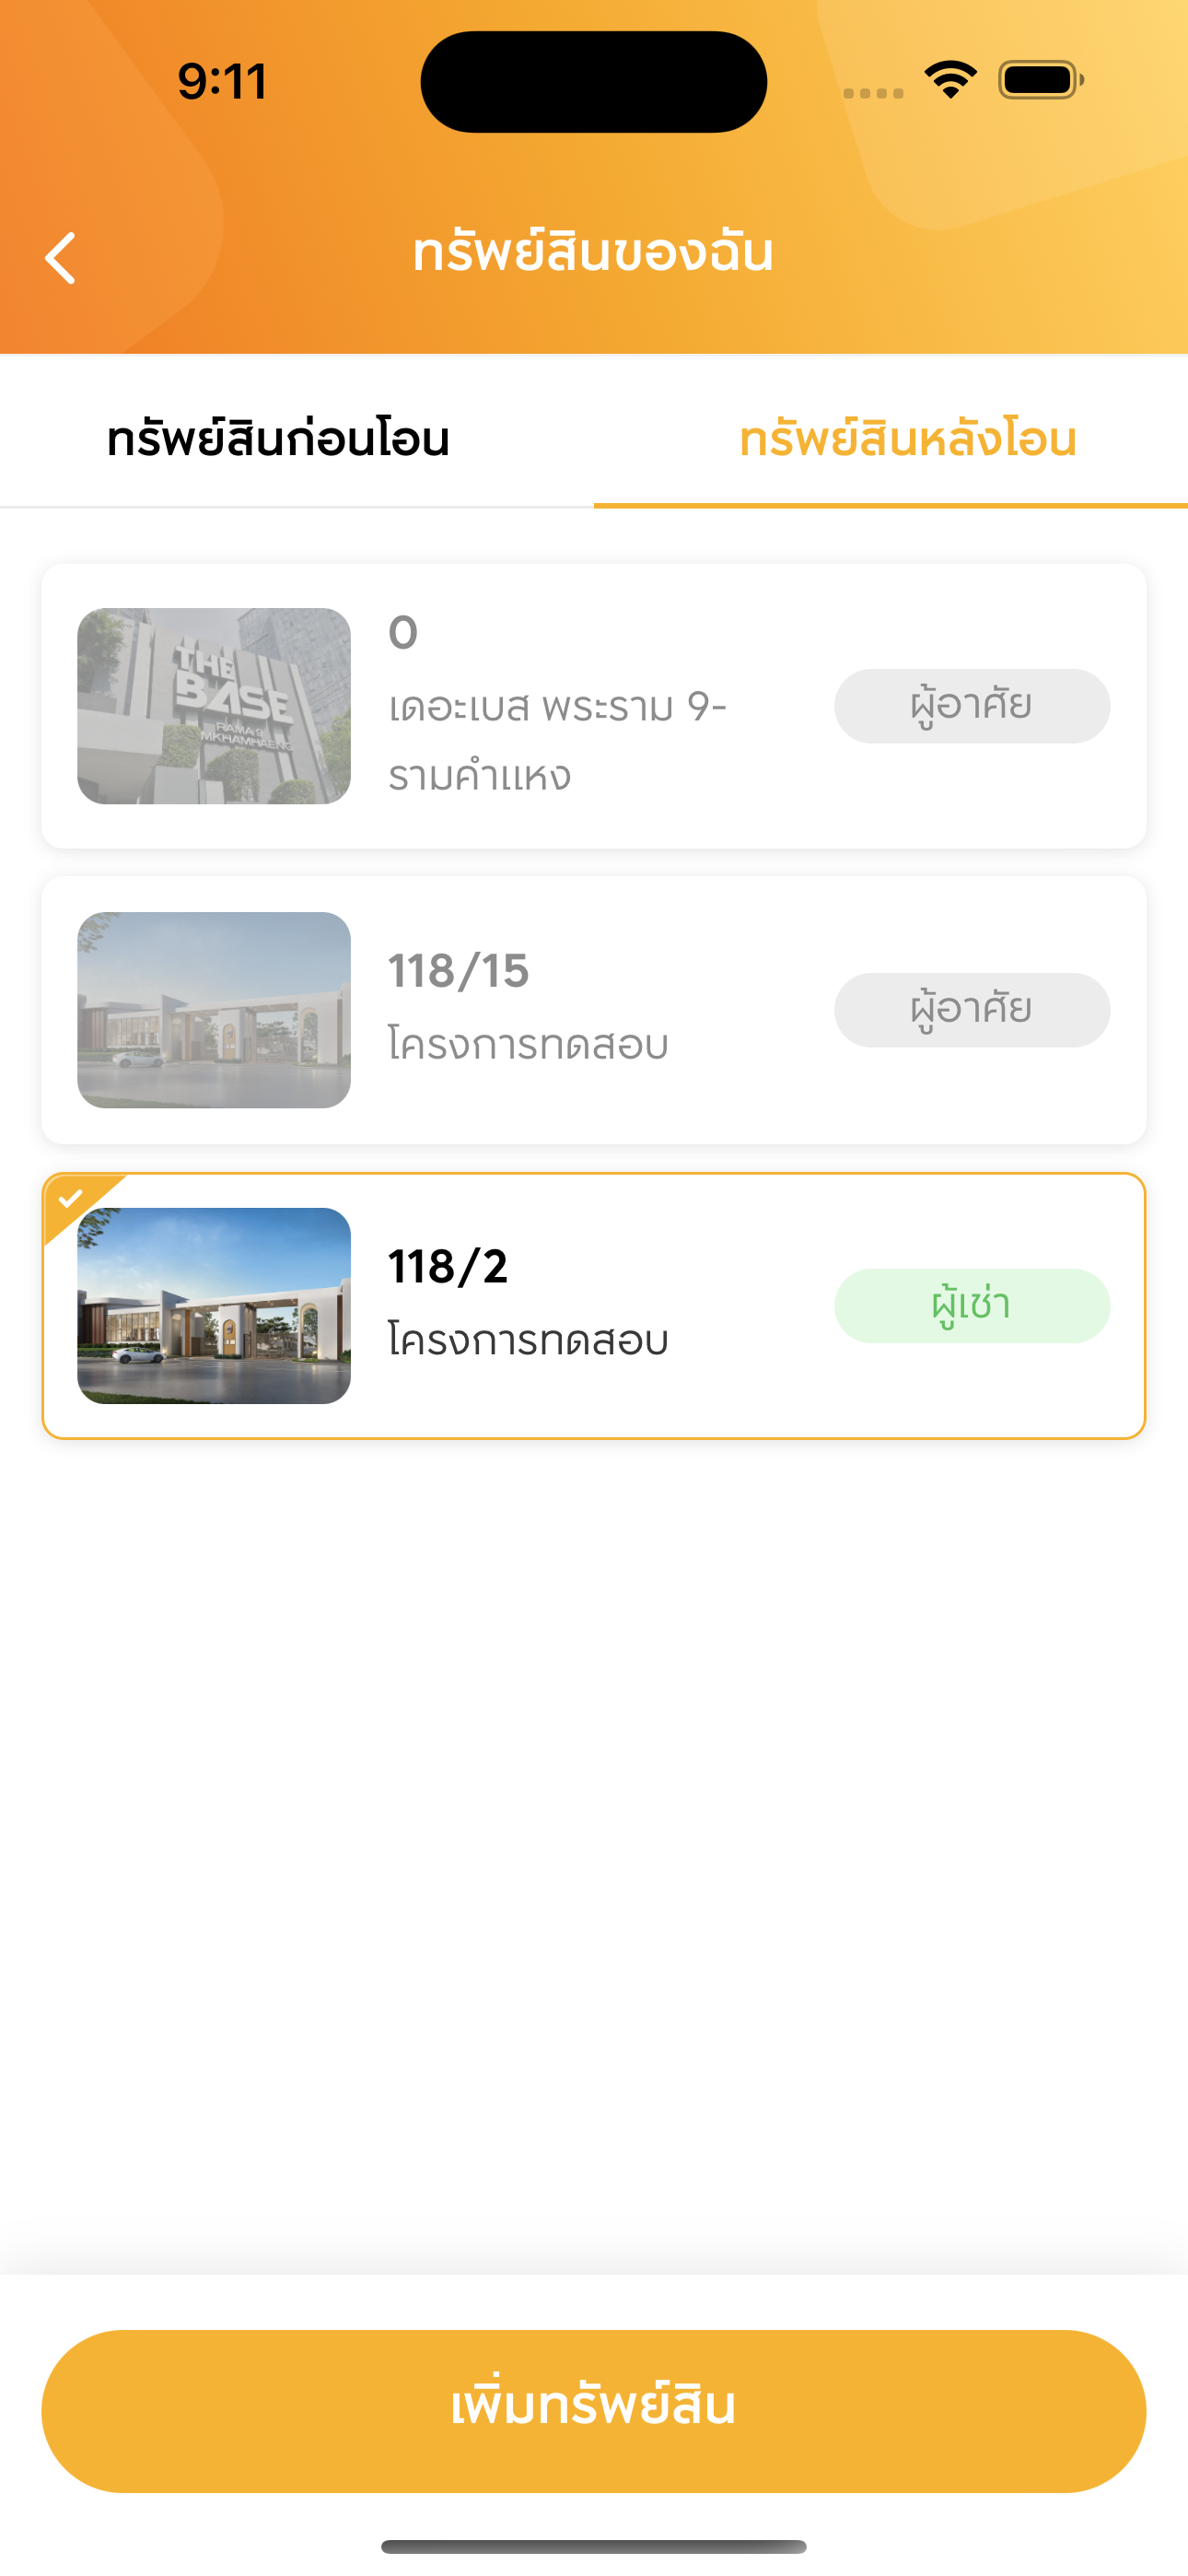 9:11
ทรัพย์สินของฉัน
ทรัพย์สินก่อนโอน
ทรัพย์สินหลังโอน
THE
BASE
RAMA 9
MKHAMHAENG
0
เดอะเบส พระราม 9-
รามคำแหง
ผู้อาศัย
118/15
โครงการทดสอบ
ผู้อาศัย
118/2
โครงการทดสอบ
ผู้เช่า
เพิ่มทรัพย์สิน